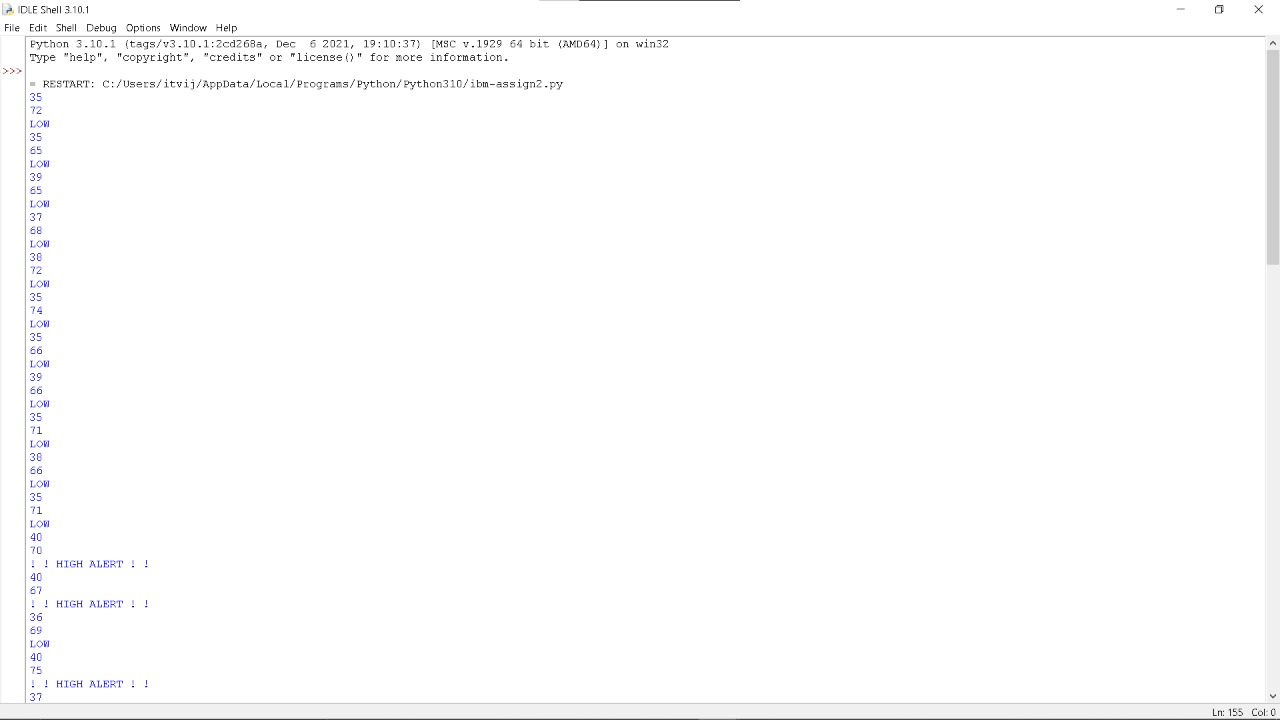 IDLE Shell 3.10.1
File Edit Shell Debug Options Window Help
Python 3.10.1 (tags/v3.10.1:2cd268a, Dec  6 2021, 19:10:37) [MSC v.1929 64 bit (AMD64)] on win32
Type "help", "copyright", "credits" or "license()" for more information.
>>>
= RESTART: C:/Users/itvij/AppData/Local/Programs/Python/Python310/ibm-assign2.py
35
72
LOW
35
65
LOW
39
65
LOW
37
68
LOW
38
72
LOW
35
74
LOW
35
66
LOW
39
66
LOW
35
71
LOW
38
66
LOW
35
71
LOW
40
70
! ! HIGH ALERT ! !
40
67
! ! HIGH ALERT ! !
36
69
LOW
40
75
! ! HIGH ALERT ! !
37
Ln: 155 Col: 0